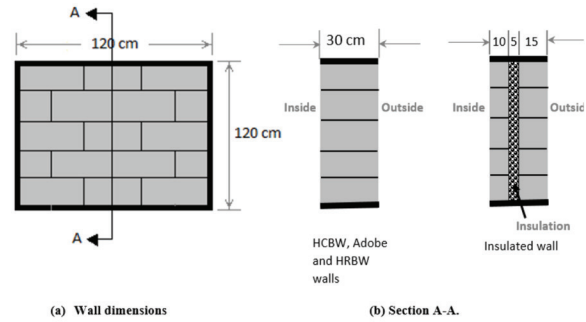 A
120 cm
120 cm
A
(a) Wall dimensions
30 cm
Inside
Outside
HCBW, Adobe
and HRBW
walls
10 5 15
Inside
Outsid
Insulation
Insulated wall
(b) Section A-A.